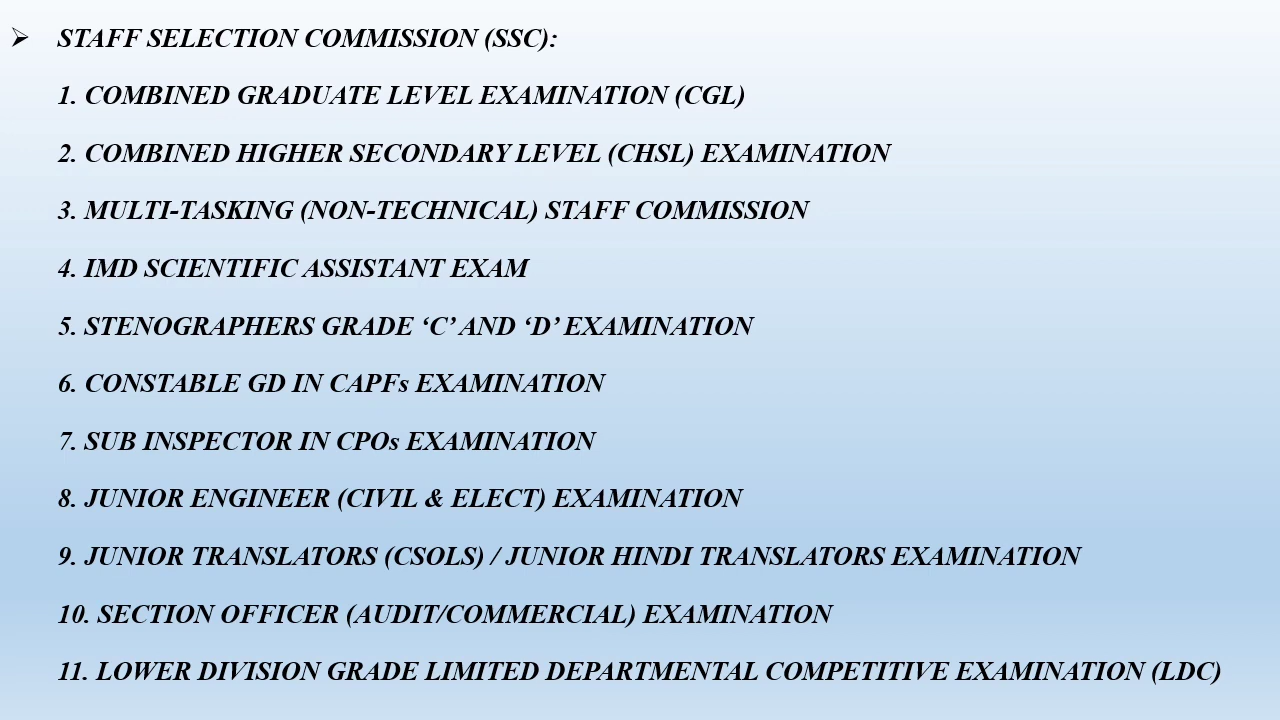 ➢ STAFF SELECTION COMMISSION (SSC):
1. COMBINED GRADUATE LEVEL EXAMINATION (CGL)
2. COMBINED HIGHER SECONDARY LEVEL (CHSL) EXAMINATION
3. MULTI-TASKING (NON-TECHNICAL) STAFF COMMISSION
4. IMD SCIENTIFIC ASSISTANT EXAM
5. STENOGRAPHERS GRADE ‘C’ AND ‘D’ EXAMINATION
6. CONSTABLE GD IN CAPFs EXAMINATION
7. SUB INSPECTOR IN CPOs EXAMINATION
8. JUNIOR ENGINEER (CIVIL & ELECT) EXAMINATION
9. JUNIOR TRANSLATORS (CSOLS) / JUNIOR HINDI TRANSLATORS EXAMINATION
10. SECTION OFFICER (AUDIT/COMMERCIAL) EXAMINATION
11. LOWER DIVISION GRADE LIMITED DEPARTMENTAL COMPETITIVE EXAMINATION (LDC)